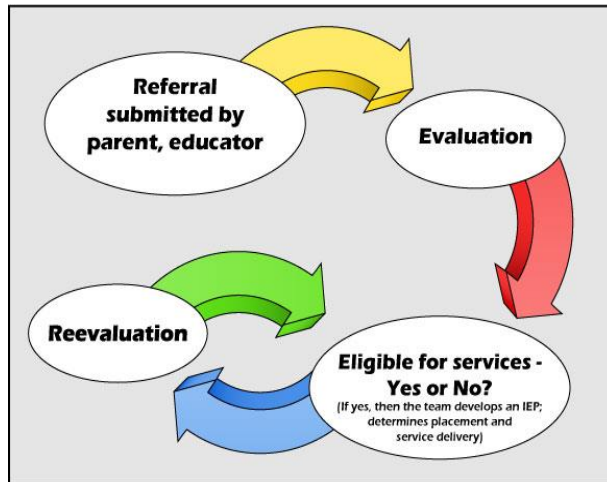 Referral
submitted by
parent, educator
Evaluation
Reevaluation
Eligible for services -
Yes or No?
(If yes, then the team develops an IEP;
determines placement and
service delivery)